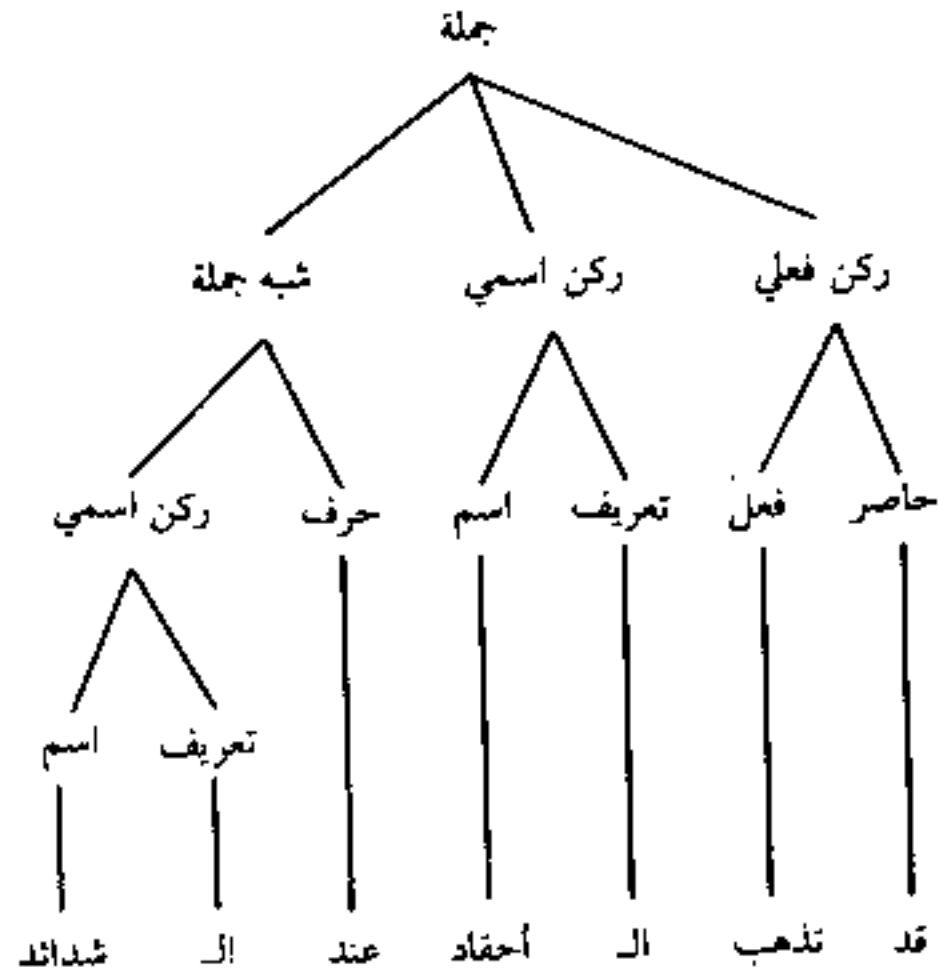 جملة
ركن فعلي ركن اسمي شبه جملة
حاصر فعل تعريف اسم حرف ركن اسمي
تعريف اسم
قد تذهب الـ أحقاد عند الـ شدائد